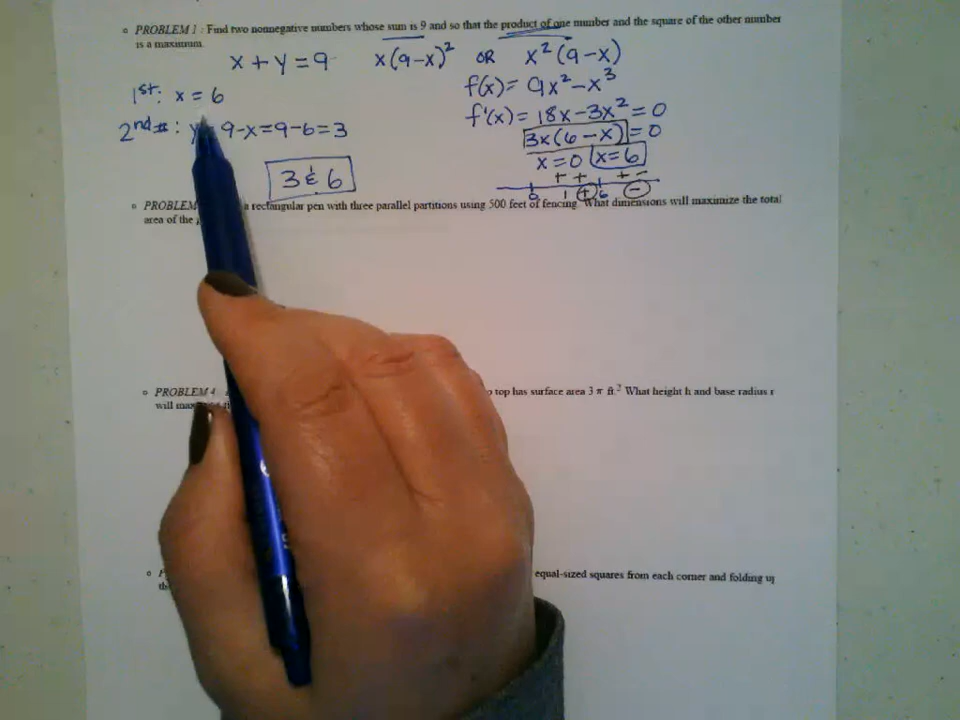 PROBLEM 1 : Find two nonnegative numbers whose sum is 9 and so that the product of one number and the square of the other number
is a maximum.
x + y = 9 x(9-x)² OR x²(9-x)
1st: x = 6 f(x) = 9x² - x³
f'(x) = 18x - 3x² = 0
2nd #: y 9-x = 9-6 = 3 3x(6-x) = 0
x=0 x=6
+ + + -
3 & 6
0 1 + 6 -
PROBLEM a rectangular pen with three parallel partitions using 500 feet of fencing. What dimensions will maximize the total
area of the
PROBLEM 4 top has surface area 3 π ft.² What height h and base radius r
will
equal-sized squares from each corner and folding